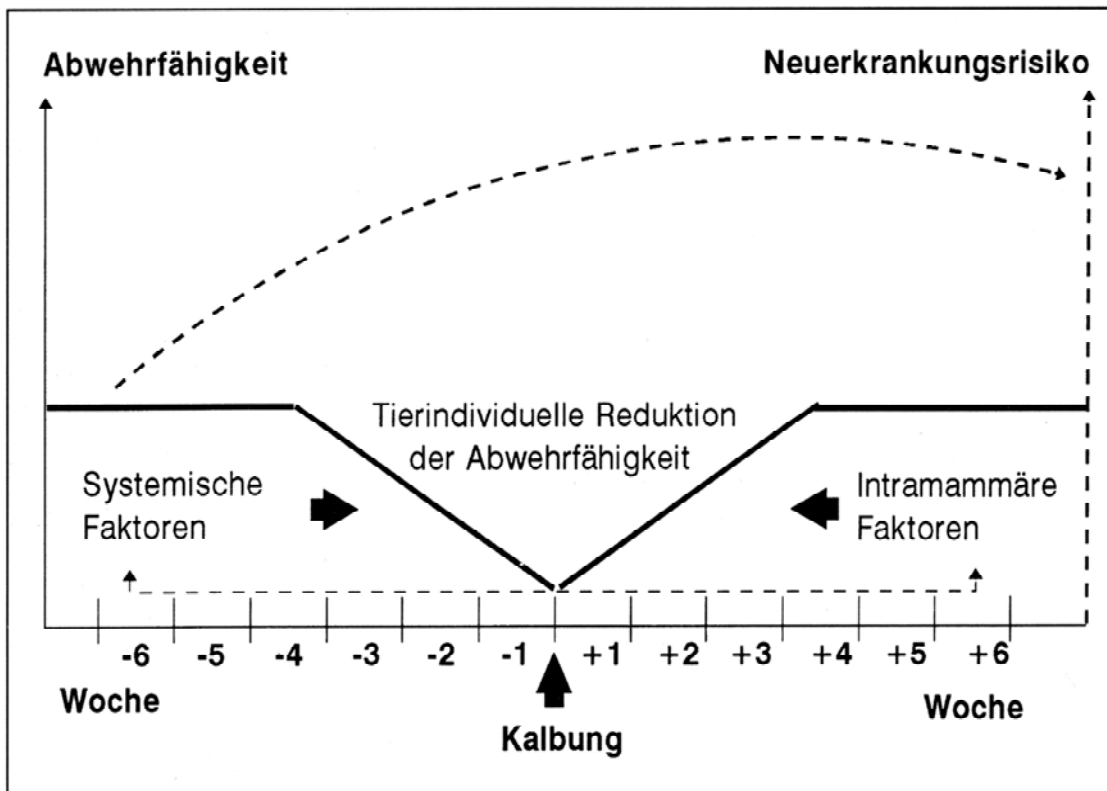 Abwehrfähigkeit
Neuerkrankungsrisiko
Tierindividuelle Reduktion
der Abwehrfähigkeit
Systemische
Faktoren
Intramammäre
Faktoren
-6 -5 -4 -3 -2 -1 +1 +2 +3 +4 +5 +6
Woche
Woche
Kalbung